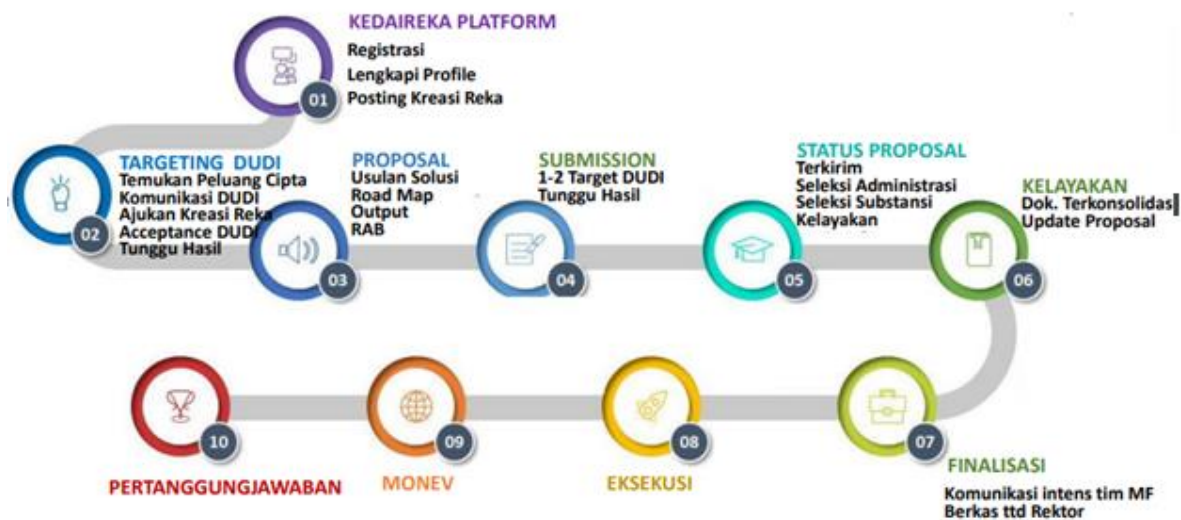 KEDAIREKA PLATFORM
Registrasi
Lengkapi Profile
Posting Kreasi Reka
01
TARGETING DUDI
Temukan Peluang Cipta
Komunikasi DUDI
Ajukan Kreasi Reka
Acceptance DUDI
Tunggu Hasil
02
PROPOSAL
Usulan Solusi
Road Map
Output
RAB
03
SUBMISSION
1-2 Target DUDI
Tunggu Hasil
04
STATUS PROPOSAL
Terkirim
Seleksi Administrasi
Seleksi Substansi
Kelayakan
05
KELAYAKAN
Dok. Terkonsolidas
Update Proposal
06
07
FINALISASI
Komunikasi intens tim MF
Berkas ttd Rektor
08
EKSEKUSI
09
MONEV
10
PERTANGGUNGJAWABAN